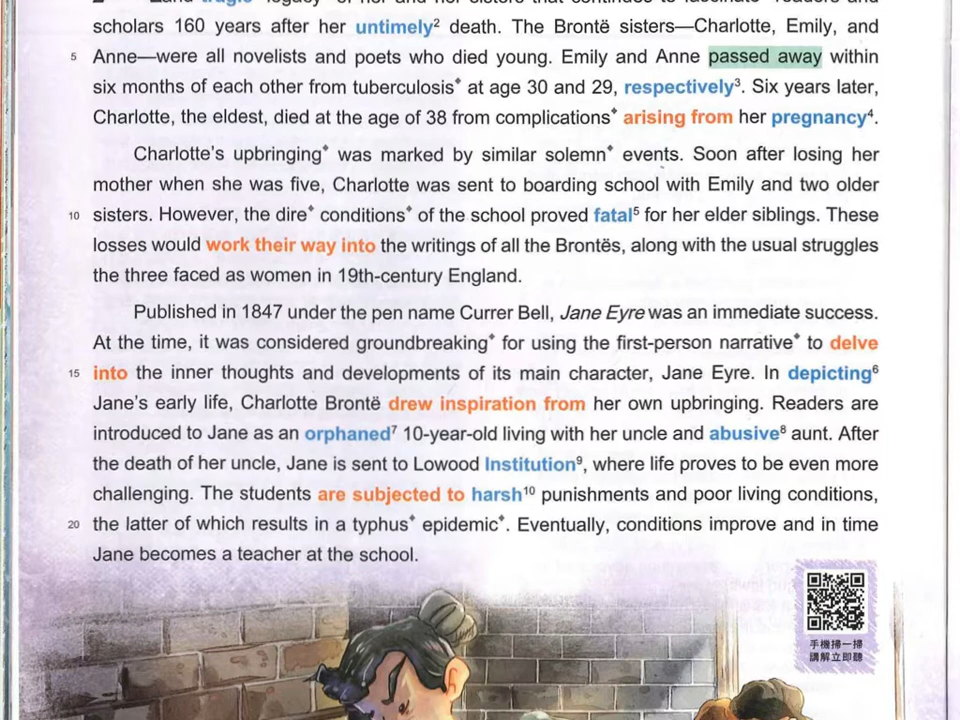 scholars 160 years after her untimely² death. The Brontë sisters—Charlotte, Emily, and
5 Anne—were all novelists and poets who died young. Emily and Anne passed away within
six months of each other from tuberculosis* at age 30 and 29, respectively³. Six years later,
Charlotte, the eldest, died at the age of 38 from complications* arising from her pregnancy⁴.
Charlotte's upbringing* was marked by similar solemn* events. Soon after losing her
mother when she was five, Charlotte was sent to boarding school with Emily and two older
10 sisters. However, the dire* conditions* of the school proved fatal⁵ for her elder siblings. These
losses would work their way into the writings of all the Brontës, along with the usual struggles
the three faced as women in 19th-century England.
Published in 1847 under the pen name Currer Bell, Jane Eyre was an immediate success.
At the time, it was considered groundbreaking* for using the first-person narrative* to delve
15 into the inner thoughts and developments of its main character, Jane Eyre. In depicting⁶
Jane's early life, Charlotte Brontë drew inspiration from her own upbringing. Readers are
introduced to Jane as an orphaned⁷ 10-year-old living with her uncle and abusive⁸ aunt. After
the death of her uncle, Jane is sent to Lowood Institution⁹, where life proves to be even more
challenging. The students are subjected to harsh¹⁰ punishments and poor living conditions,
20 the latter of which results in a typhus* epidemic*. Eventually, conditions improve and in time
Jane becomes a teacher at the school.
手機掃一掃
講解立即聽